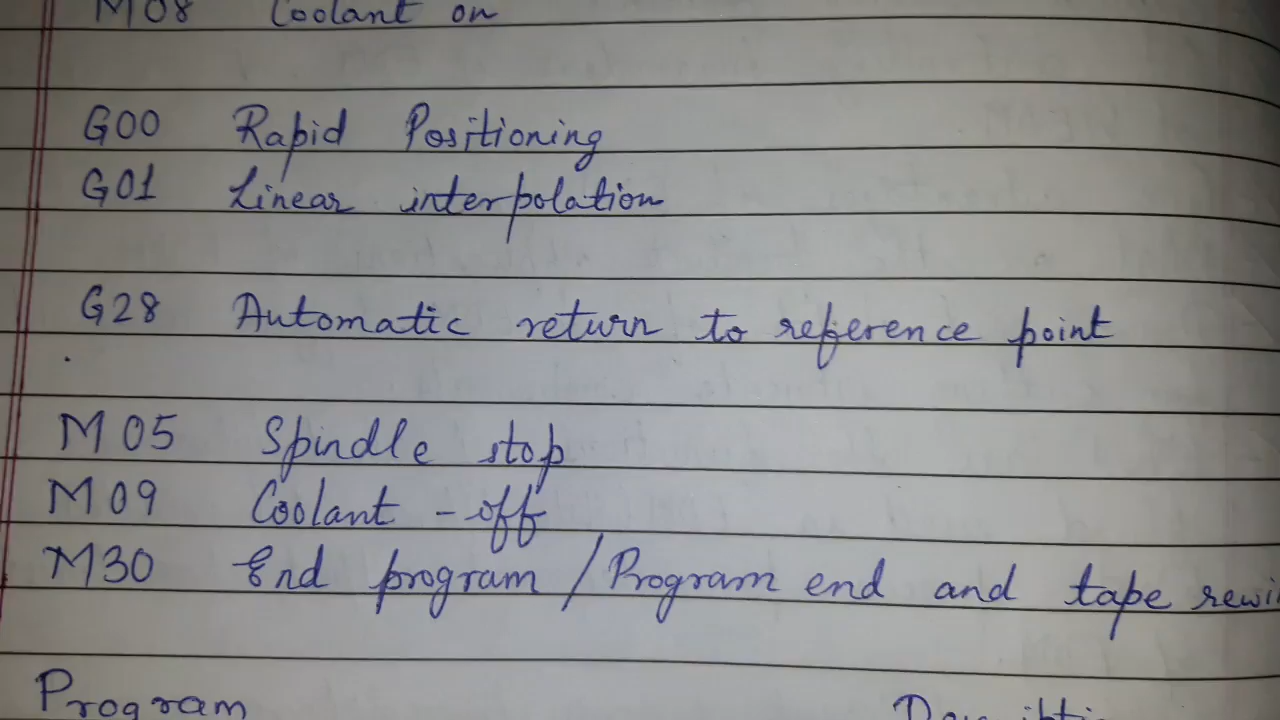 M08 Coolant on
G00 Rapid Positioning
G01 Linear interpolation
G28 Automatic return to reference point
M05 Spindle stop
M09 Coolant - off
M30 End program / Program end and tape
Program